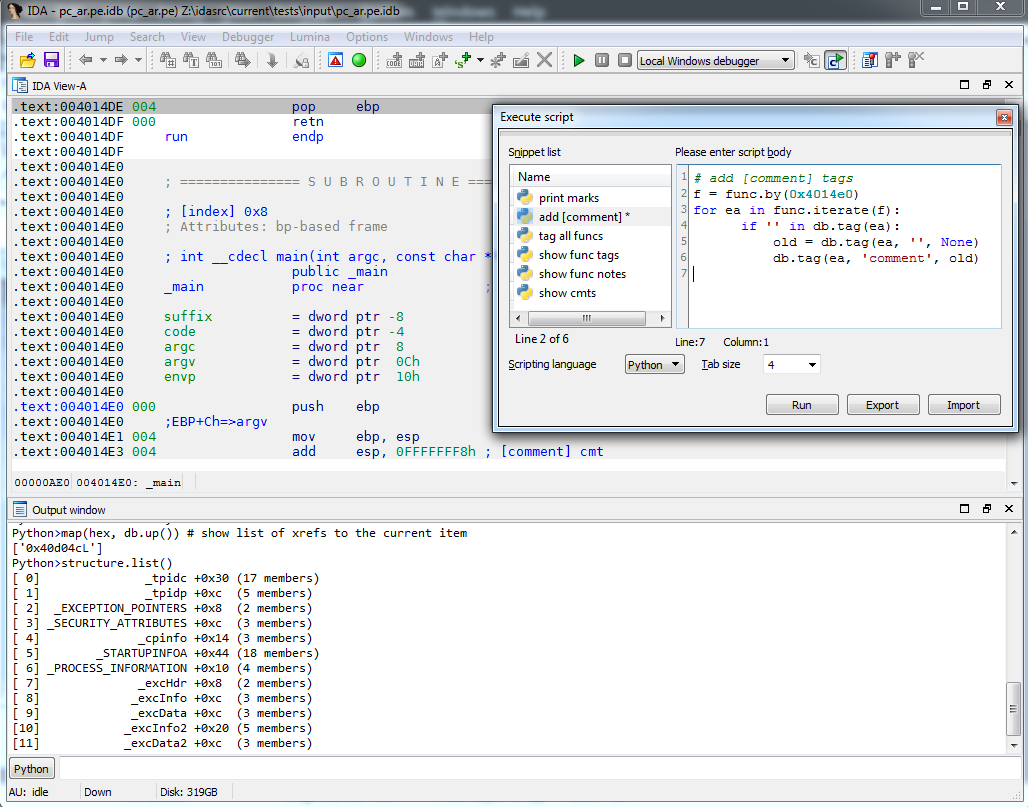 IDA - pc_ar.pe.idb (pc_ar.pe) Z:\idasrc\current\tests\input\pc_ar.pe.idb
File Edit Jump Search View Debugger Lumina Options Windows Help
Local Windows debugger
IDA View-A
.text:004014DE 004 pop ebp
.text:004014DF 000 retn
.text:004014DF run endp
.text:004014DF
.text:004014E0
.text:004014E0 ; =============== S U B R O U T I N E ===
.text:004014E0
.text:004014E0 ; [index] 0x8
.text:004014E0 ; Attributes: bp-based frame
.text:004014E0
.text:004014E0 ; int __cdecl main(int argc, const char *
.text:004014E0 public _main
.text:004014E0 _main proc near ;
.text:004014E0
.text:004014E0 suffix = dword ptr -8
.text:004014E0 code = dword ptr -4
.text:004014E0 argc = dword ptr 8
.text:004014E0 argv = dword ptr 0Ch
.text:004014E0 envp = dword ptr 10h
.text:004014E0
.text:004014E0 000 push ebp
.text:004014E0 ;EBP+Ch=>argv
.text:004014E1 004 mov ebp, esp
.text:004014E3 004 add esp, 0FFFFFFF8h ; [comment] cmt
00000AE0 004014E0: _main
Execute script
Snippet list
Name
print marks
add [comment] *
tag all funcs
show func tags
show func notes
show cmts
Line 2 of 6
Please enter script body
1 # add [comment] tags
2 f = func.by(0x4014e0)
3 for ea in func.iterate(f):
4 if '' in db.tag(ea):
5 old = db.tag(ea, '', None)
6 db.tag(ea, 'comment', old)
7
Line:7 Column:1
Scripting language Python Tab size 4
Run Export Import
Output window
Python>map(hex, db.up()) # show list of xrefs to the current item
['0x40d04cL']
Python>structure.list()
[ 0] _tpidc +0x30 (17 members)
[ 1] _tpidp +0xc (5 members)
[ 2] _EXCEPTION_POINTERS +0x8 (2 members)
[ 3] _SECURITY_ATTRIBUTES +0xc (3 members)
[ 4] _cpinfo +0x14 (3 members)
[ 5] _STARTUPINFOA +0x44 (18 members)
[ 6] _PROCESS_INFORMATION +0x10 (4 members)
[ 7] _excHdr +0x8 (2 members)
[ 8] _excInfo +0xc (3 members)
[ 9] _excData +0xc (3 members)
[10] _excInfo2 +0x20 (5 members)
[11] _excData2 +0xc (3 members)
Python
AU: idle Down Disk: 319GB